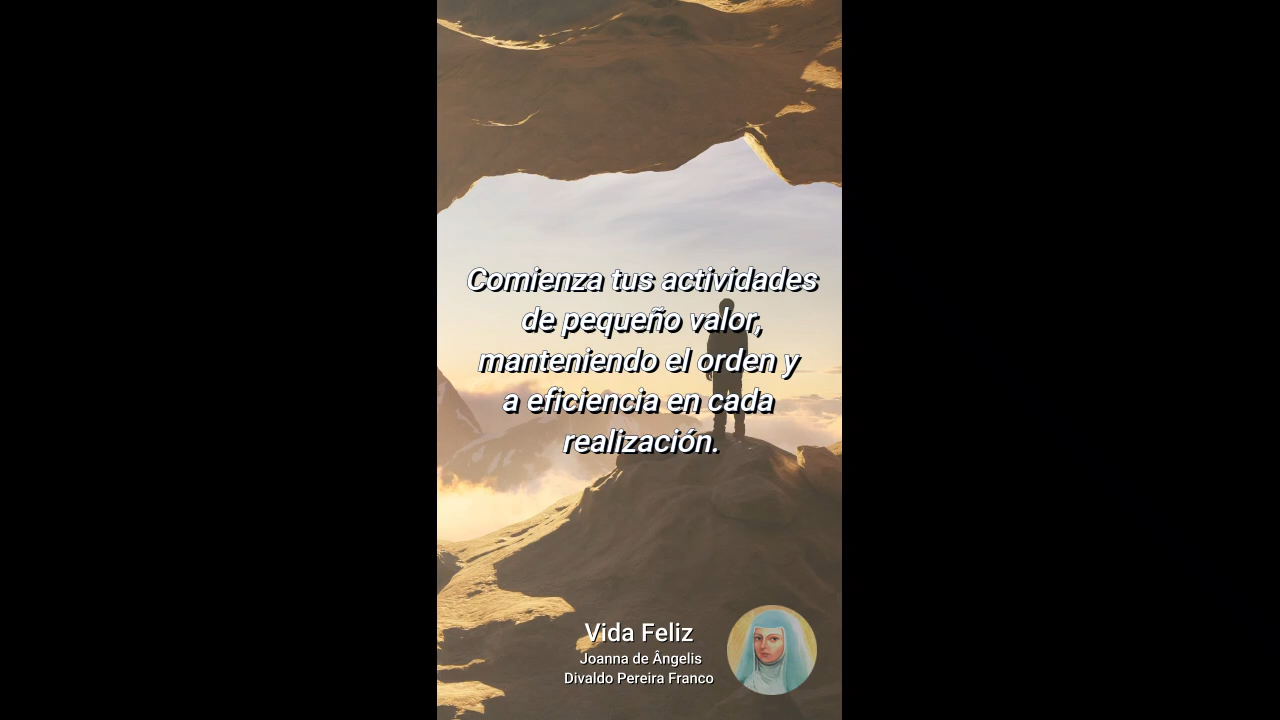 Comienza tus actividades
de pequeño valor,
manteniendo el orden y
a eficiencia en cada
realización.
Vida Feliz
Joanna de Ângelis
Divaldo Pereira Franco